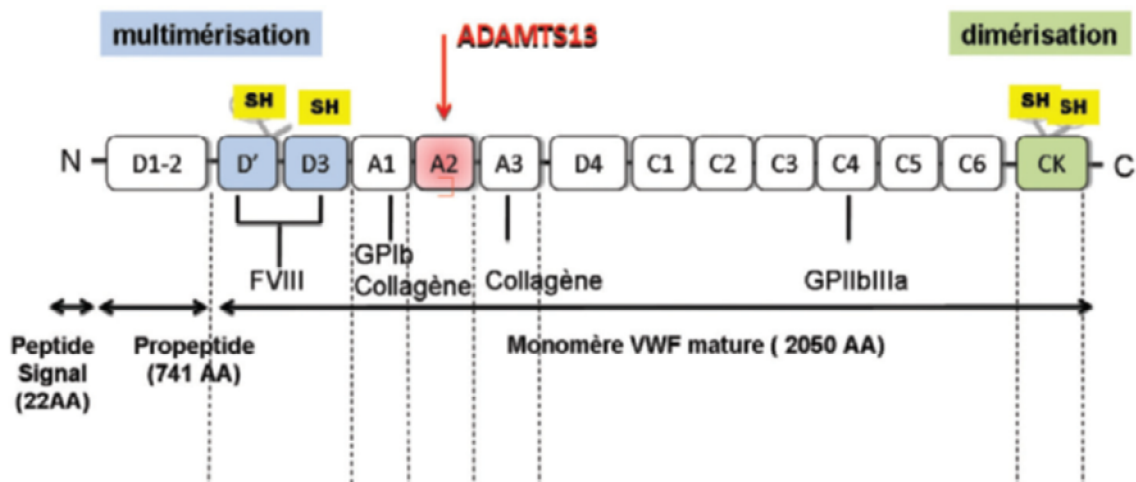 multimérisation
ADAMTS13
dimérisation
SH
SH
SH
SH
N
D1-2
D'
D3
A1
A2
A3
D4
C1
C2
C3
C4
C5
C6
CK
C
FVIII
GPIb
Collagène
Collagène
GPIIbIIIa
Peptide
Signal
(22AA)
Propeptide
(741 AA)
Monomère VWF mature ( 2050 AA)